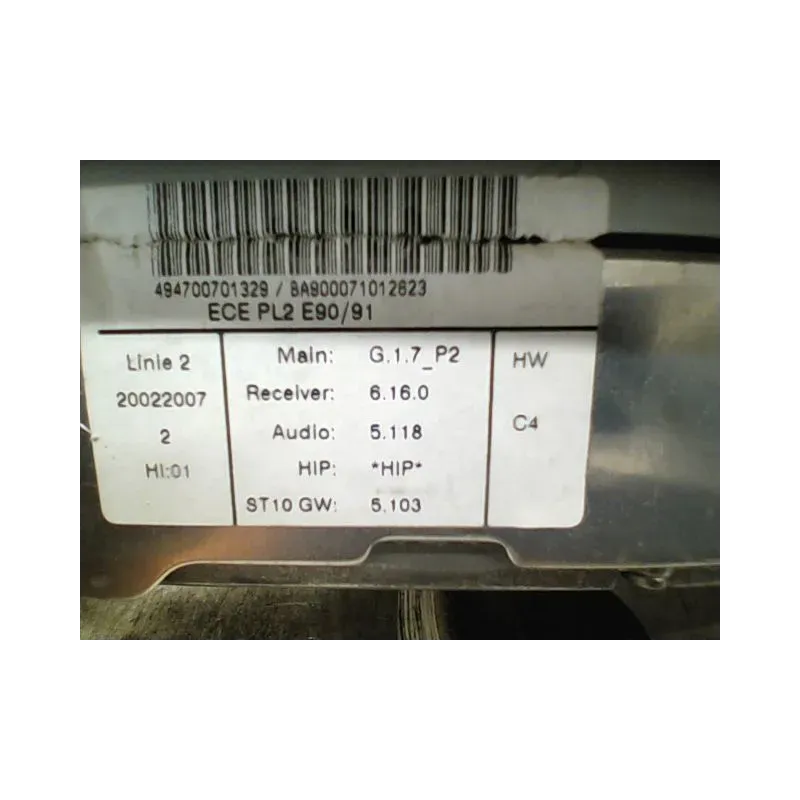 494700701329 / BA900071012623
ECE PL2 E90/91
Linie 2
20022007
2
HI:01
Main: G.1.7_P2
Receiver: 6.16.0
Audio: 5.118
HIP: *HIP*
ST10 GW: 5.103
HW
C4